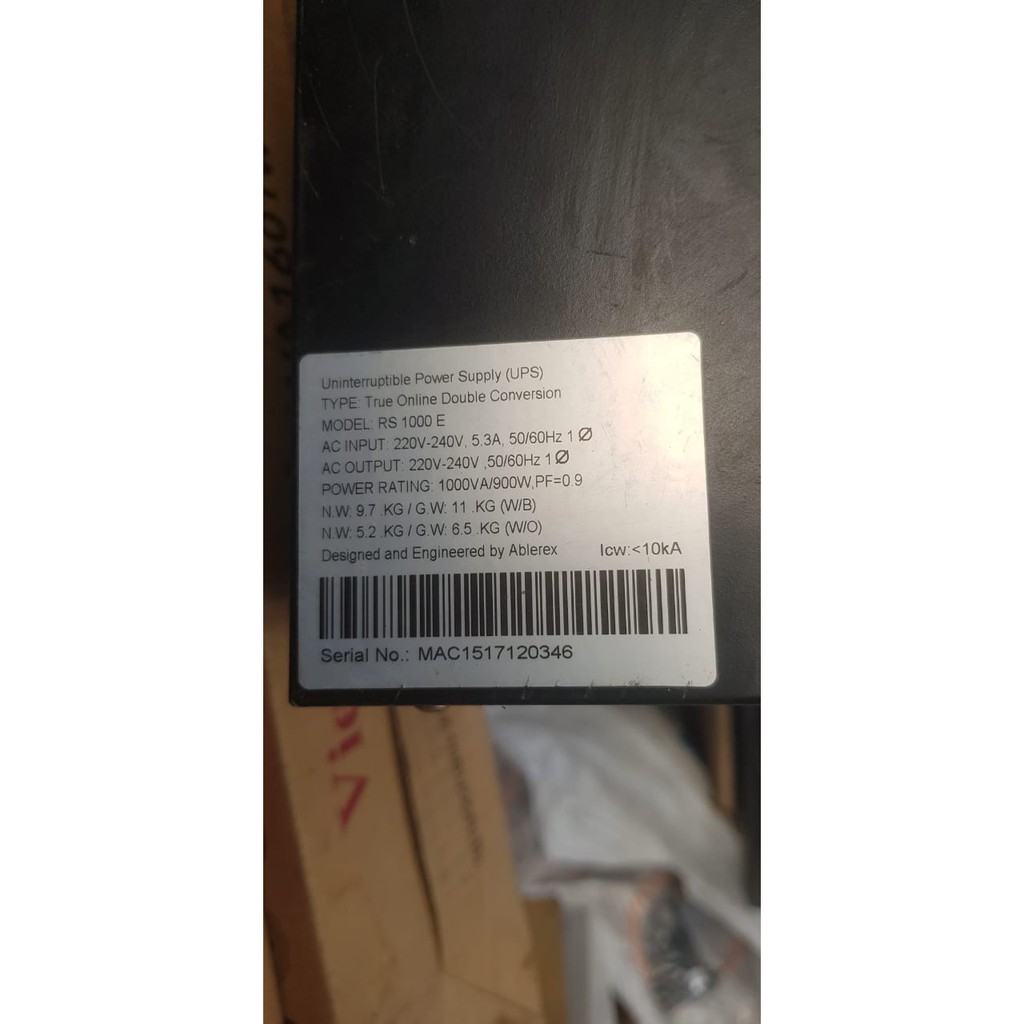 Uninterruptible Power Supply (UPS)
TYPE: True Online Double Conversion
MODEL: RS 1000 E
AC INPUT: 220V-240V, 5.3A, 50/60Hz 1 Ø
AC OUTPUT: 220V-240V ,50/60Hz 1 Ø
POWER RATING: 1000VA/900W,PF=0.9
N.W: 9.7 .KG / G.W: 11 .KG (W/B)
N.W: 5.2 .KG / G.W: 6.5 .KG (W/O)
Designed and Engineered by Ablerex Icw:<10kA
Serial No.: MAC1517120346